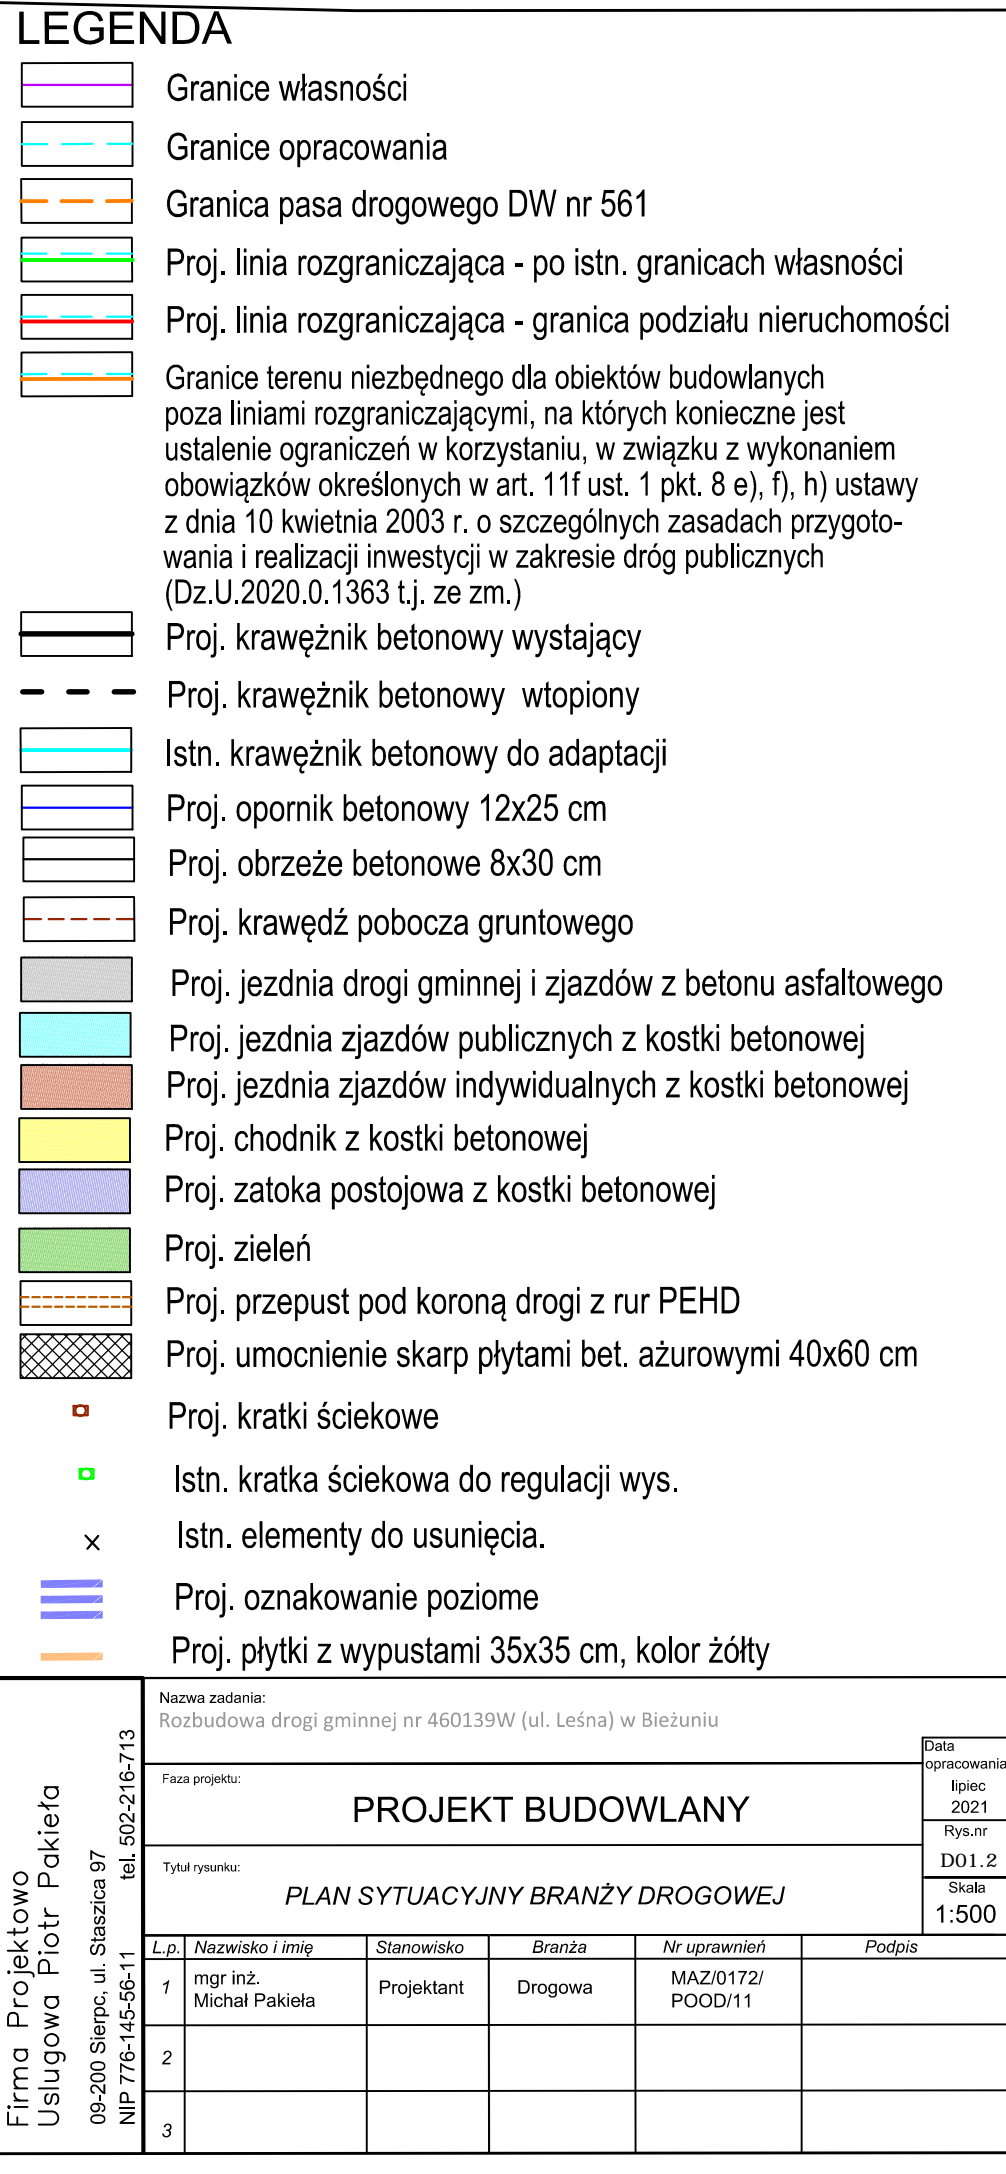 LEGENDA
Granice własności
Granice opracowania
Granica pasa drogowego DW nr 561
Proj. linia rozgraniczająca - po istn. granicach własności
Proj. linia rozgraniczająca - granica podziału nieruchomości
Granice terenu niezbędnego dla obiektów budowlanych
poza liniami rozgraniczającymi, na których konieczne jest
ustalenie ograniczeń w korzystaniu, w związku z wykonaniem
obowiązków określonych w art. 11f ust. 1 pkt. 8 e), f), h) ustawy
z dnia 10 kwietnia 2003 r. o szczególnych zasadach przygoto-
wania i realizacji inwestycji w zakresie dróg publicznych
(Dz.U.2020.0.1363 t.j. ze zm.)
Proj. krawężnik betonowy wystający
Proj. krawężnik betonowy wtopiony
Istn. krawężnik betonowy do adaptacji
Proj. opornik betonowy 12x25 cm
Proj. obrzeże betonowe 8x30 cm
Proj. krawędź pobocza gruntowego
Proj. jezdnia drogi gminnej i zjazdów z betonu asfaltowego
Proj. jezdnia zjazdów publicznych z kostki betonowej
Proj. jezdnia zjazdów indywidualnych z kostki betonowej
Proj. chodnik z kostki betonowej
Proj. zatoka postojowa z kostki betonowej
Proj. zieleń
Proj. przepust pod koroną drogi z rur PEHD
Proj. umocnienie skarp płytami bet. ażurowymi 40x60 cm
Proj. kratki ściekowe
Istn. kratka ściekowa do regulacji wys.
Istn. elementy do usunięcia.
Proj. oznakowanie poziome
Proj. płytki z wypustami 35x35 cm, kolor żółty
Firma Projektowo
Uslugowa Piotr Pakieła
09-200 Sierpc, ul. Staszica 97
NIP 776-145-56-11 tel. 502-216-713
Nazwa zadania:
Rozbudowa drogi gminnej nr 460139W (ul. Leśna) w Bieżuniu
Faza projektu:
PROJEKT BUDOWLANY
Tytuł rysunku:
PLAN SYTUACYJNY BRANŻY DROGOWEJ
Data
opracowania
lipiec
2021
Rys.nr
D01.2
Skala
1:500
L.p. Nazwisko i imię Stanowisko Branża Nr uprawnień Podpis
1 mgr inż. Michał Pakieła Projektant Drogowa MAZ/0172/ POOD/11
2
3